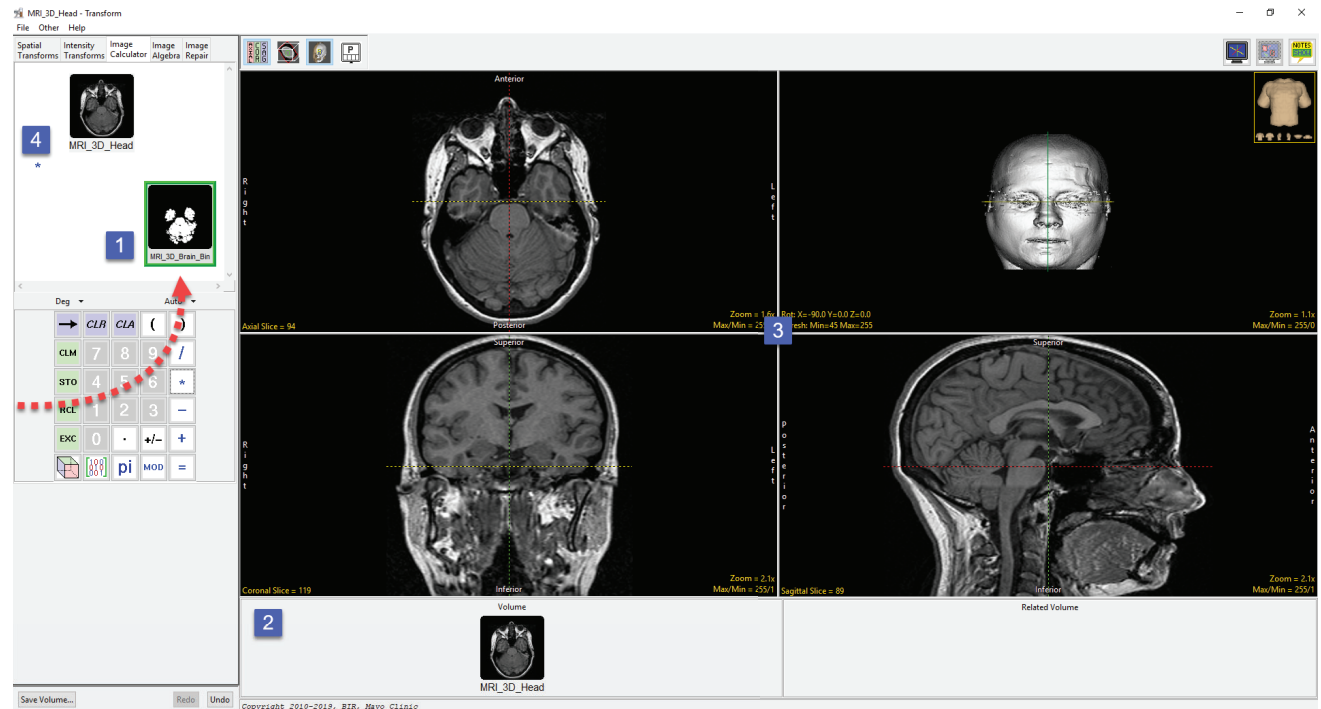 MRI_3D_Head - Transform
File Other Help
Spatial Transforms
Intensity Transforms
Image Calculator
Image Algebra
Image Repair
P
NOTES
4
MRI_3D_Head
*
1
MRI_3D_Brain_Bin
Deg
Auto
CLR CLA ( )
CLM 7 8 9 /
STO 4 5 6 *
RCL 1 2 3 −
EXC 0 . +/− +
pi MOD =
Anterior
Right
Left
Axial Slice = 94
Posterior
Zoom = 1.6x
Max/Min =
Rot: X=-90.0 Y=0.0 Z=0.0
Min=45 Max=255
Zoom = 1.1x
Max/Min = 255/0
3
Superior
Right
Left
Coronal Slice = 119
Inferior
Zoom = 2.1x
Max/Min = 255/1
Superior
Posterior
Anterior
Sagittal Slice = 89
Inferior
Zoom = 2.1x
Max/Min = 255/1
2
Volume
MRI_3D_Head
Related Volume
Save Volume...
Redo
Undo
Copyright 2010-2019, BIR, Mayo Clinic